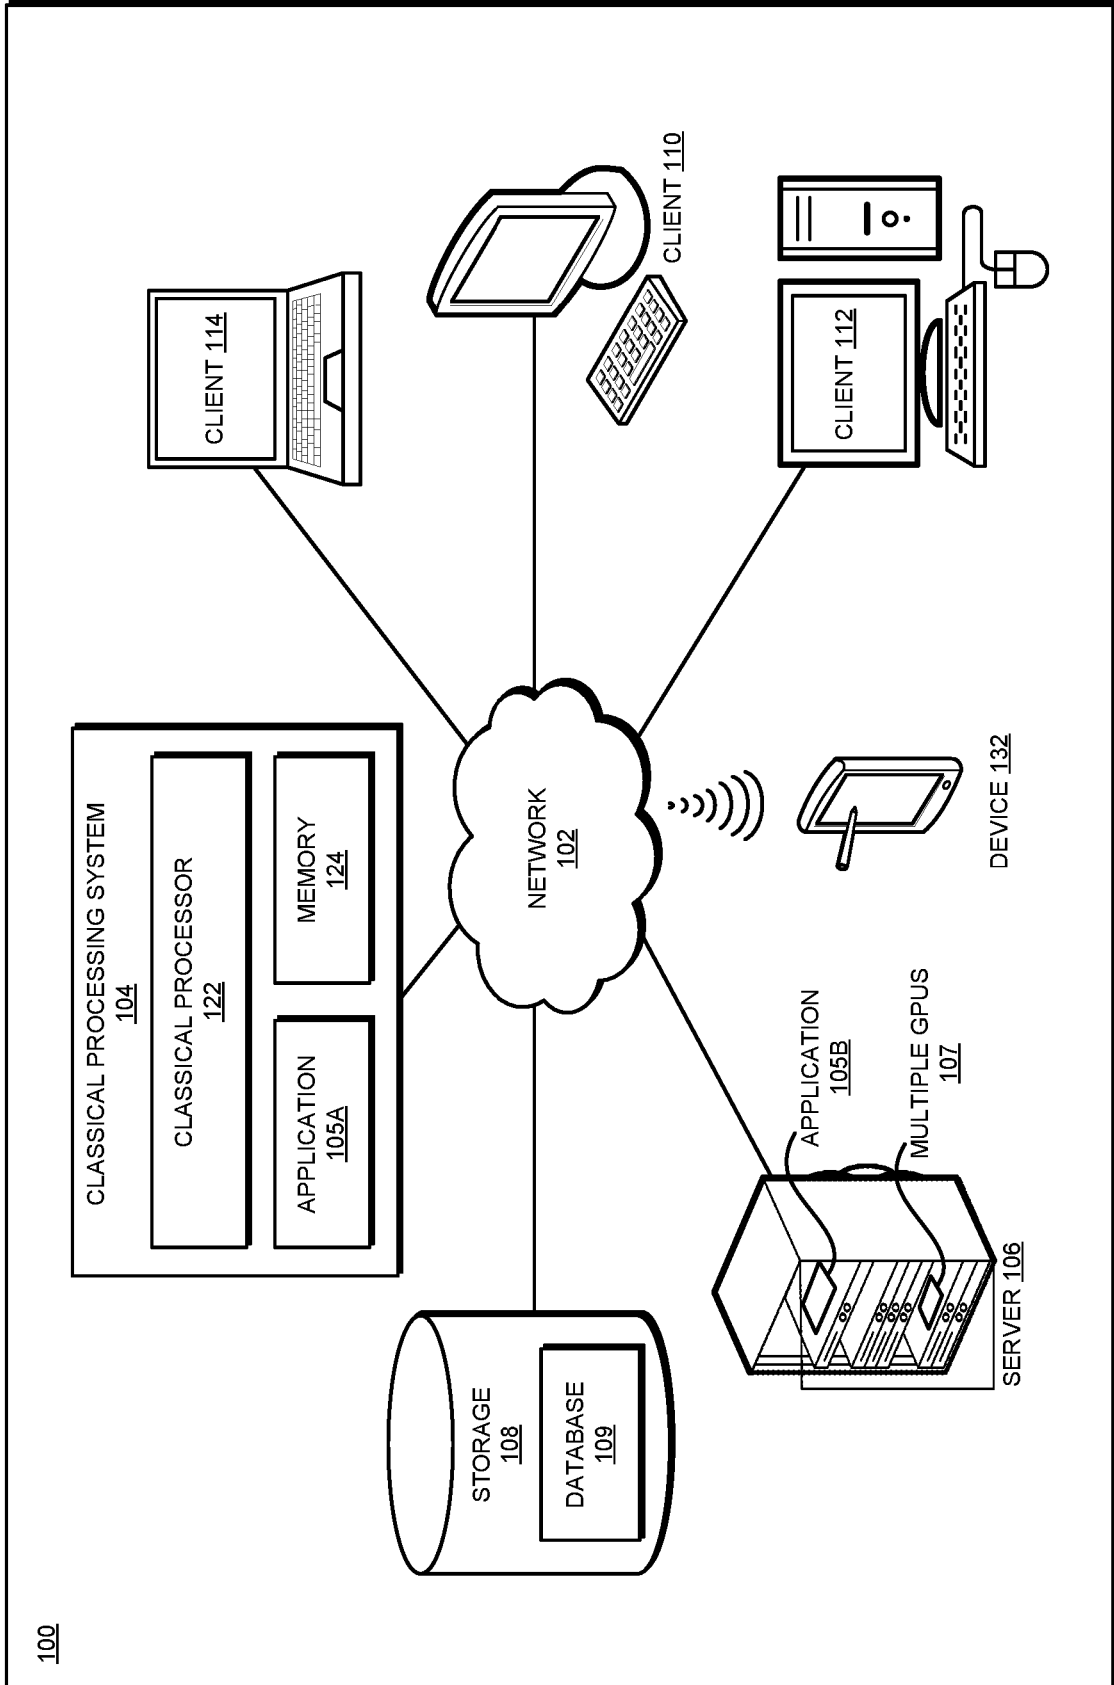 100
CLASSICAL PROCESSING SYSTEM
104
CLASSICAL PROCESSOR
122
APPLICATION
105A
MEMORY
124
CLIENT 114
STORAGE
108
DATABASE
109
NETWORK
102
CLIENT 110
SERVER 106
APPLICATION
105B
MULTIPLE GPUS
107
DEVICE 132
CLIENT 112